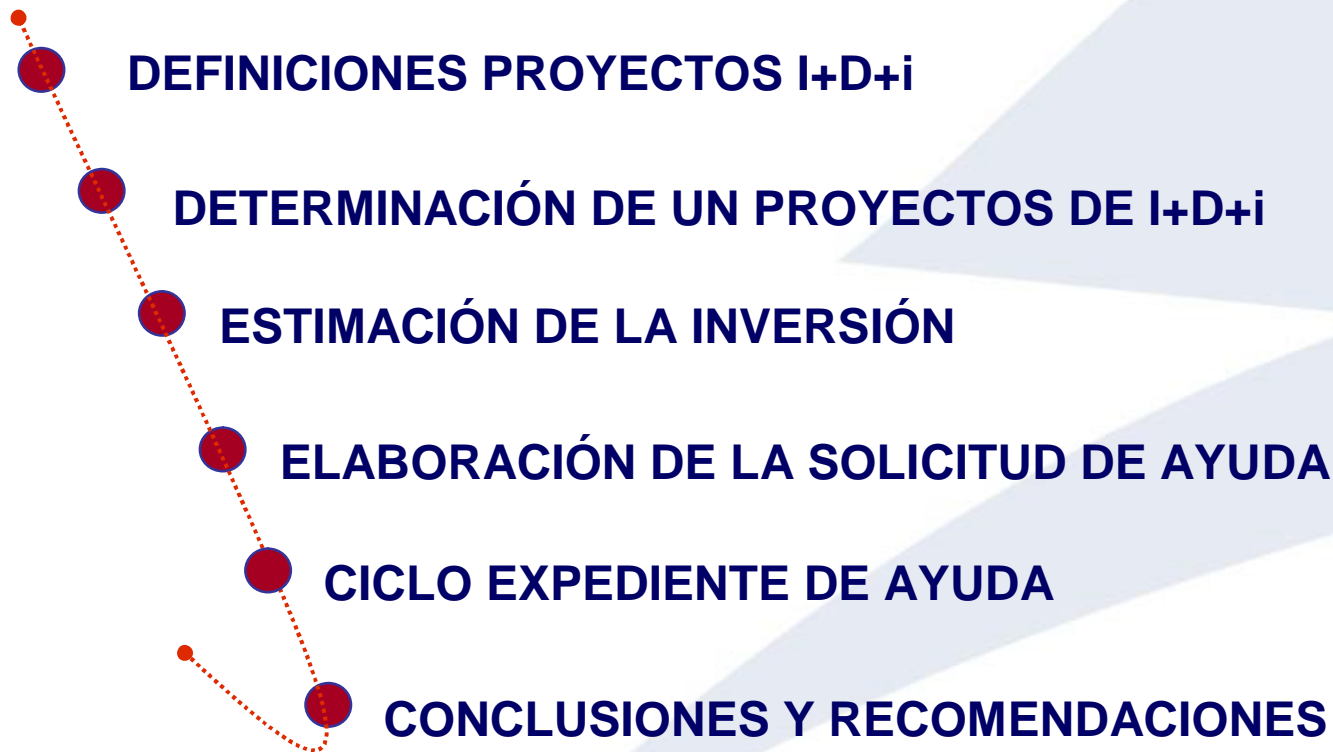 DEFINICIONES PROYECTOS I+D+i
DETERMINACIÓN DE UN PROYECTOS DE I+D+i
ESTIMACIÓN DE LA INVERSIÓN
ELABORACIÓN DE LA SOLICITUD DE AYUDA
CICLO EXPEDIENTE DE AYUDA
CONCLUSIONES Y RECOMENDACIONES